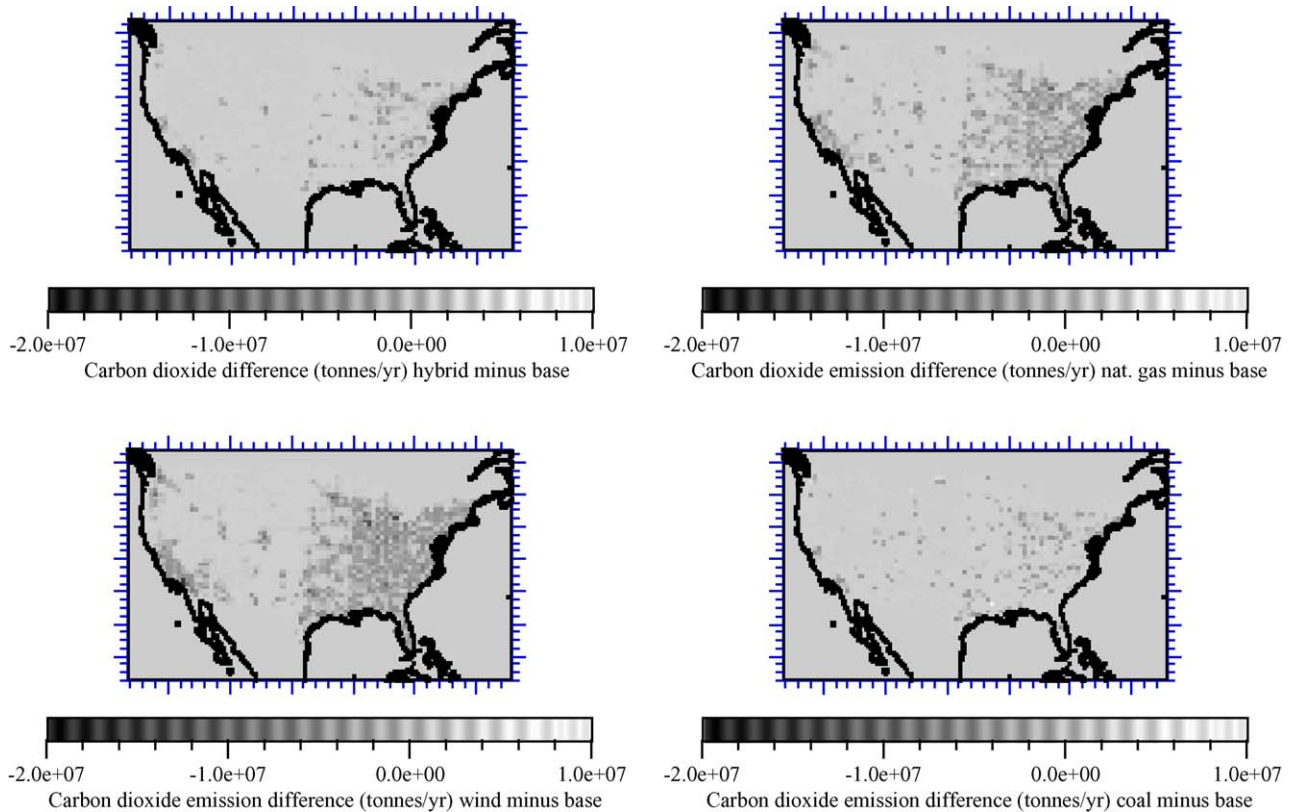 -2.0e+07 -1.0e+07 0.0e+00 1.0e+07
Carbon dioxide difference (tonnes/yr) hybrid minus base
-2.0e+07 -1.0e+07 0.0e+00 1.0e+07
Carbon dioxide emission difference (tonnes/yr) nat. gas minus base
-2.0e+07 -1.0e+07 0.0e+00 1.0e+07
Carbon dioxide emission difference (tonnes/yr) wind minus base
-2.0e+07 -1.0e+07 0.0e+00 1.0e+07
Carbon dioxide emission difference (tonnes/yr) coal minus base